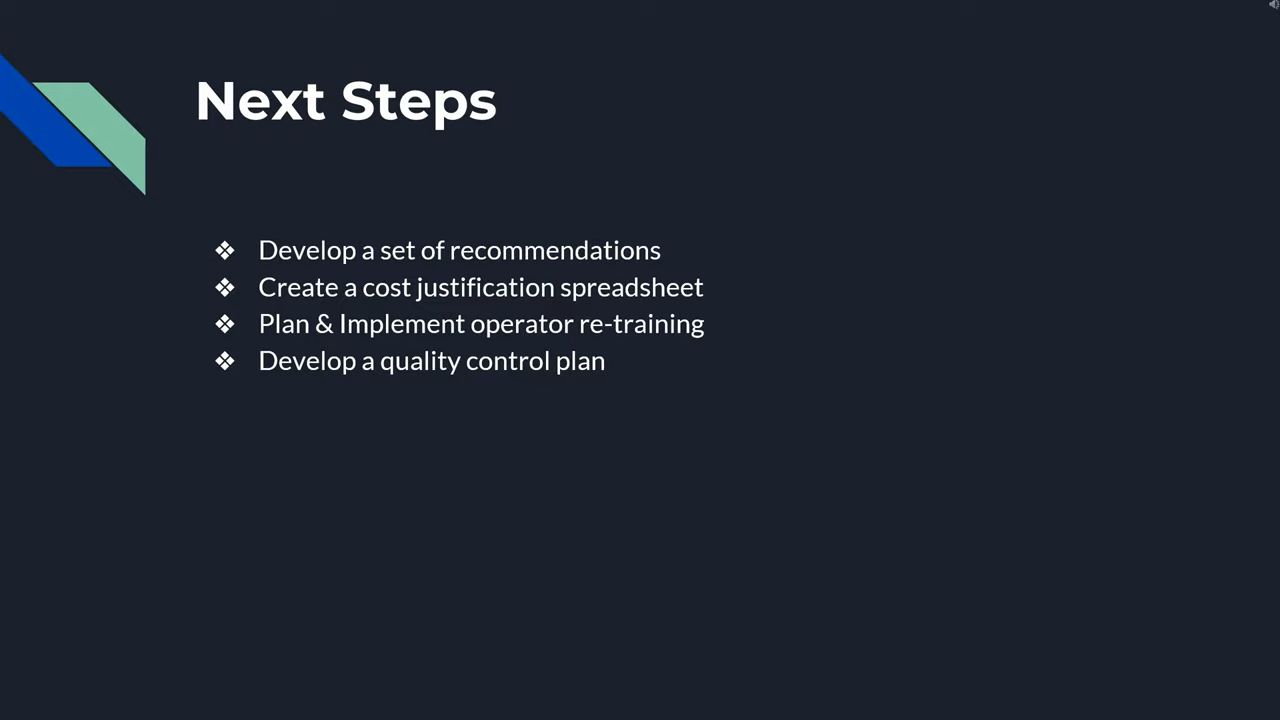 Next Steps
❖ Develop a set of recommendations
❖ Create a cost justification spreadsheet
❖ Plan & Implement operator re-training
❖ Develop a quality control plan